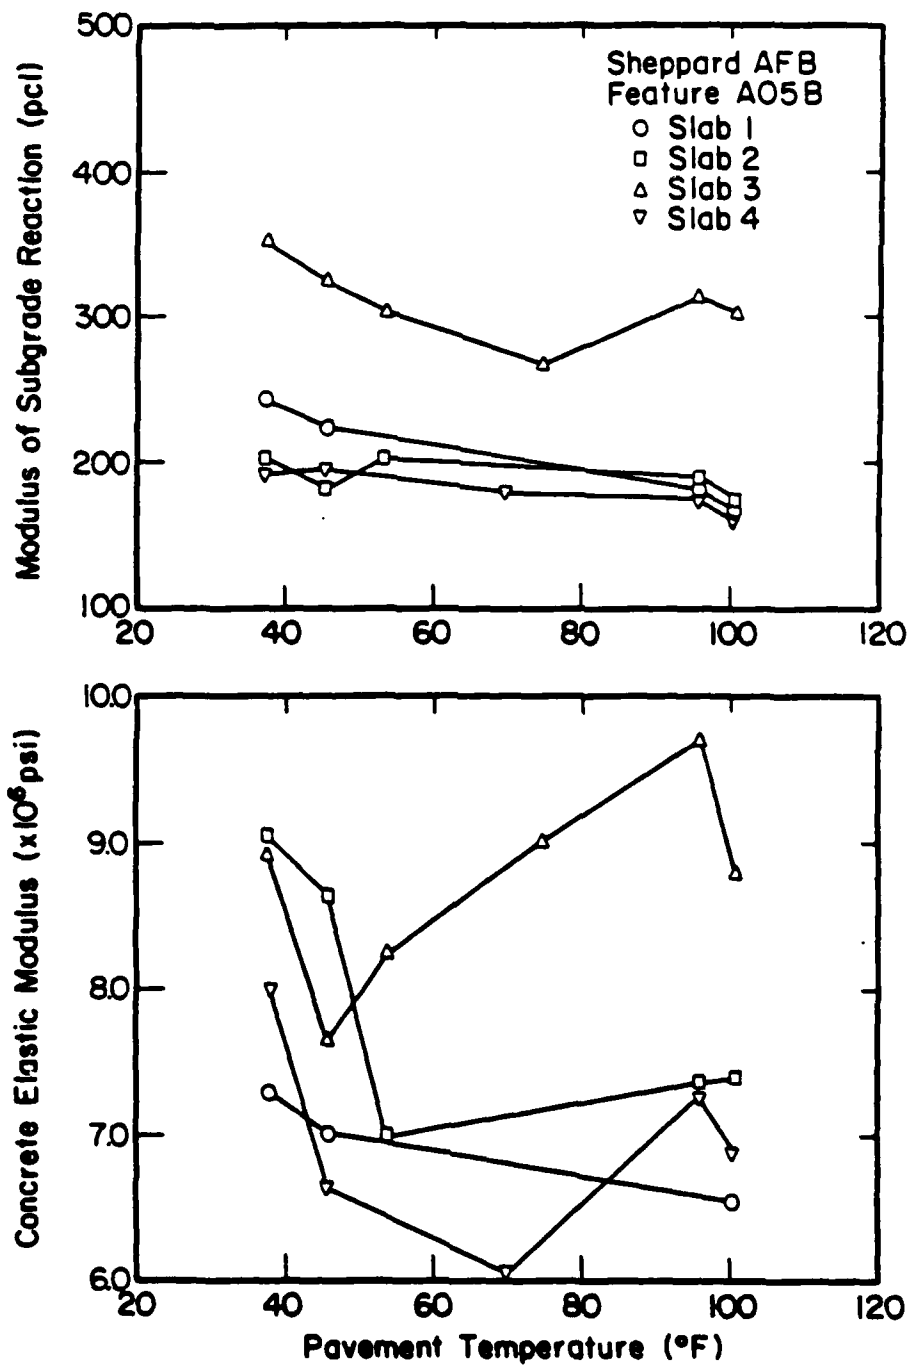 Modulus of Subgrade Reaction (pci)
500
400
300
200
100
20 40 60 80 100 120
Sheppard AFB
Feature A05B
Slab 1
Slab 2
Slab 3
Slab 4
Concrete Elastic Modulus (x10⁶ psi)
10.0
9.0
8.0
7.0
6.0
20 40 60 80 100 120
Pavement Temperature (°F)